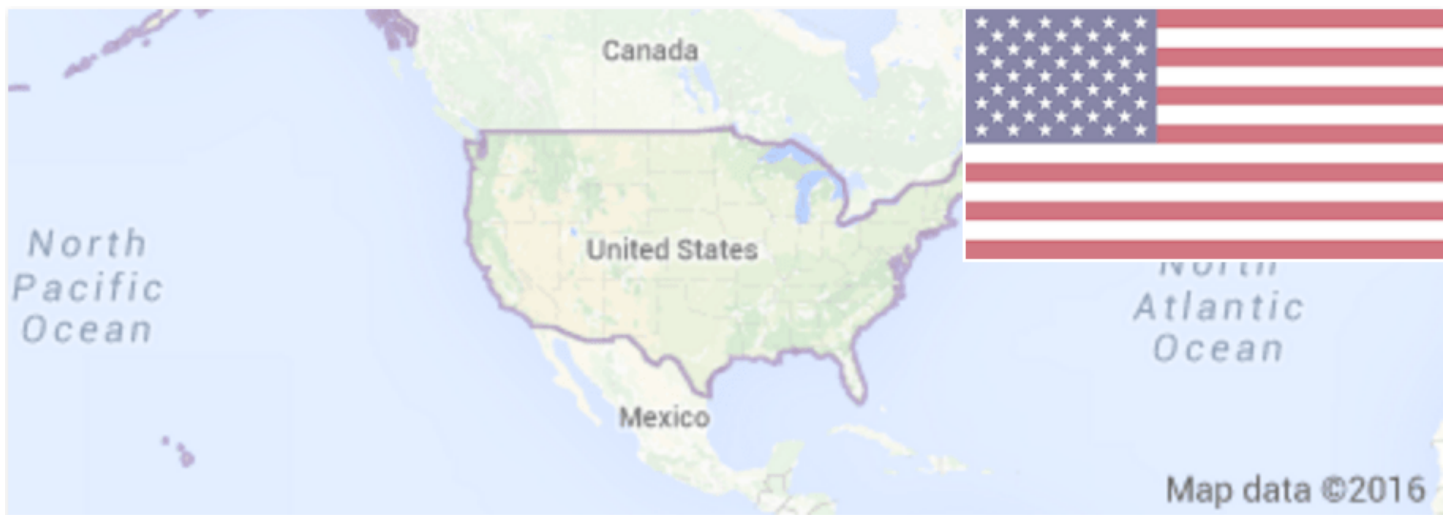 Canada
United States
North
Pacific
Ocean
North
Atlantic
Ocean
Mexico
Map data ©2016